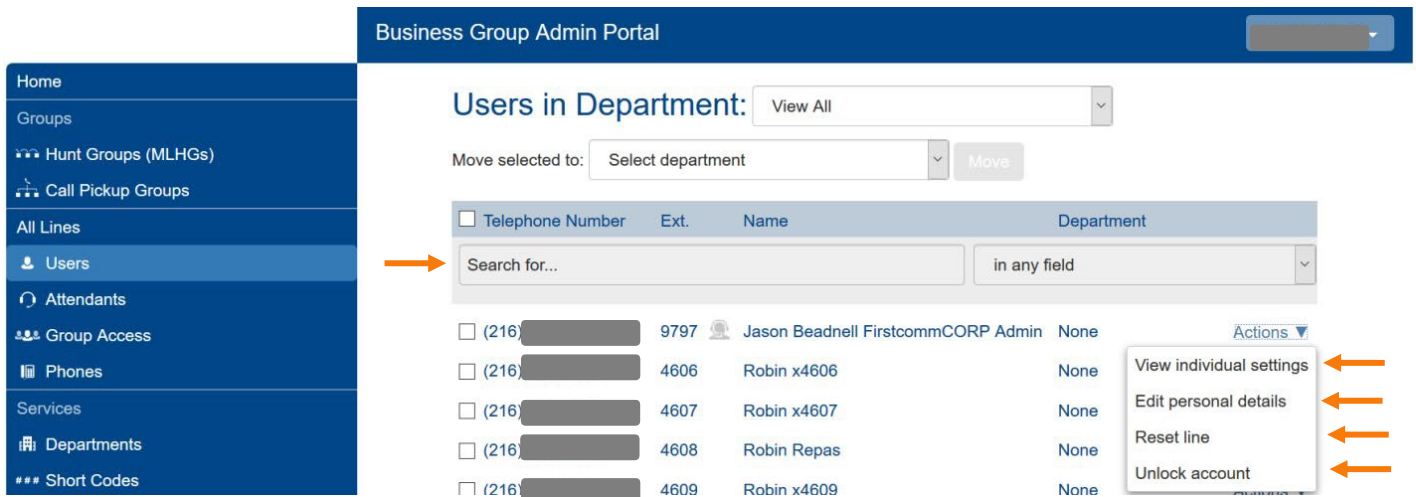 Business Group Admin Portal
Home
Groups
Hunt Groups (MLHGs)
Call Pickup Groups
All Lines
Users
Attendants
Group Access
Phones
Services
Departments
### Short Codes
Users in Department: View All
Move selected to: Select department Move
Telephone Number Ext. Name Department
Search for... in any field
(216) 9797 Jason Beadnell FirstcommCORP Admin None Actions ▼
(216) 4606 Robin x4606 None
(216) 4607 Robin x4607 None
(216) 4608 Robin Repas None
(216) 4609 Robin x4609 None Actions ▼
View individual settings
Edit personal details
Reset line
Unlock account